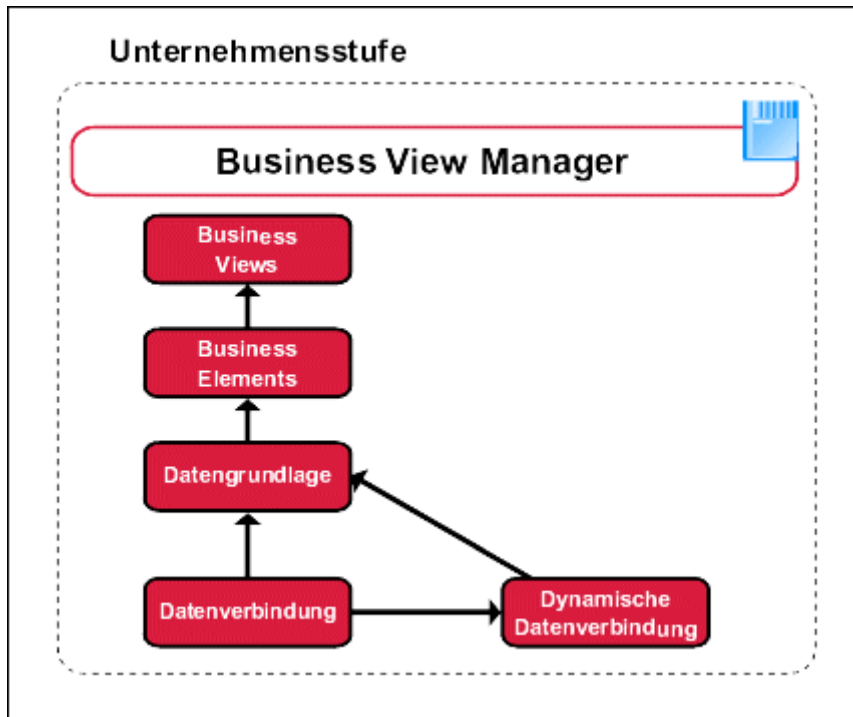 Unternehmensstufe
Business View Manager
Business
Views
Business
Elements
Datengrundlage
Datenverbindung
Dynamische
Datenverbindung